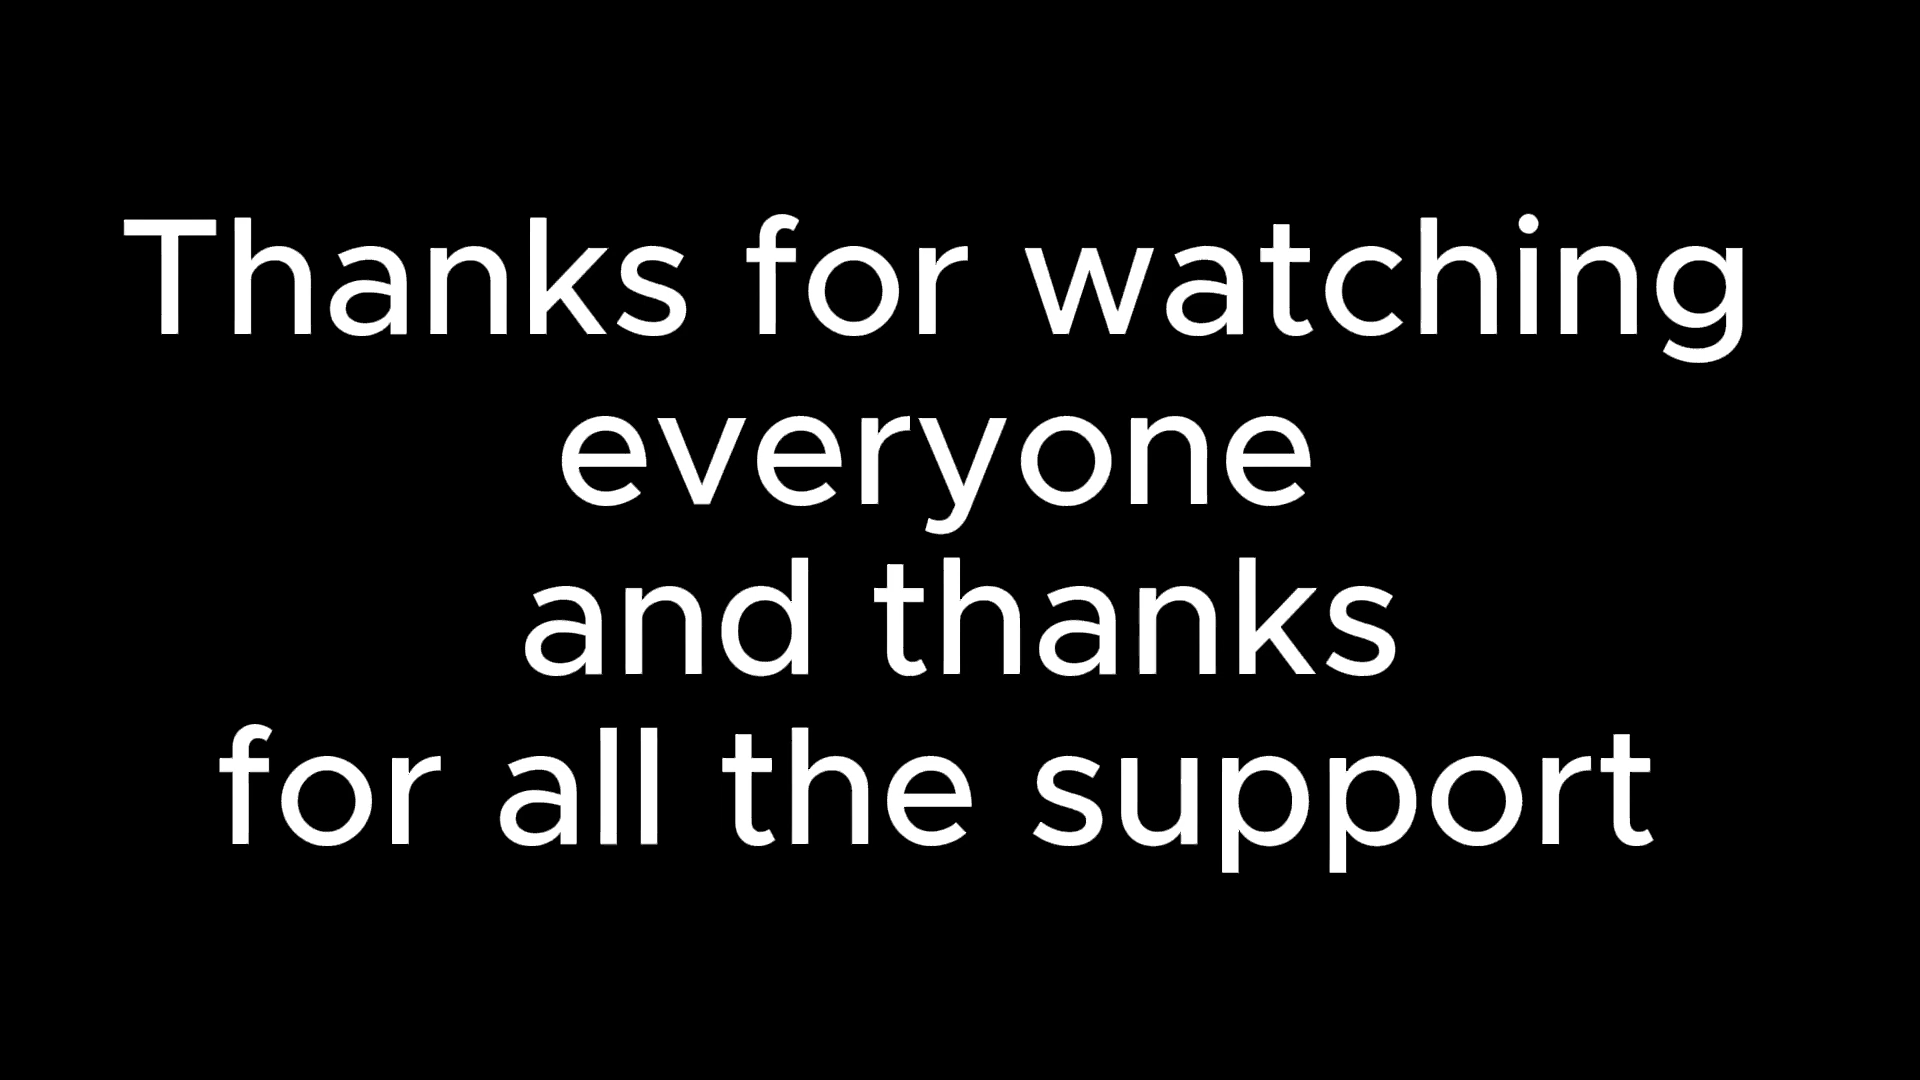 Thanks for watching
everyone
and thanks
for all the support